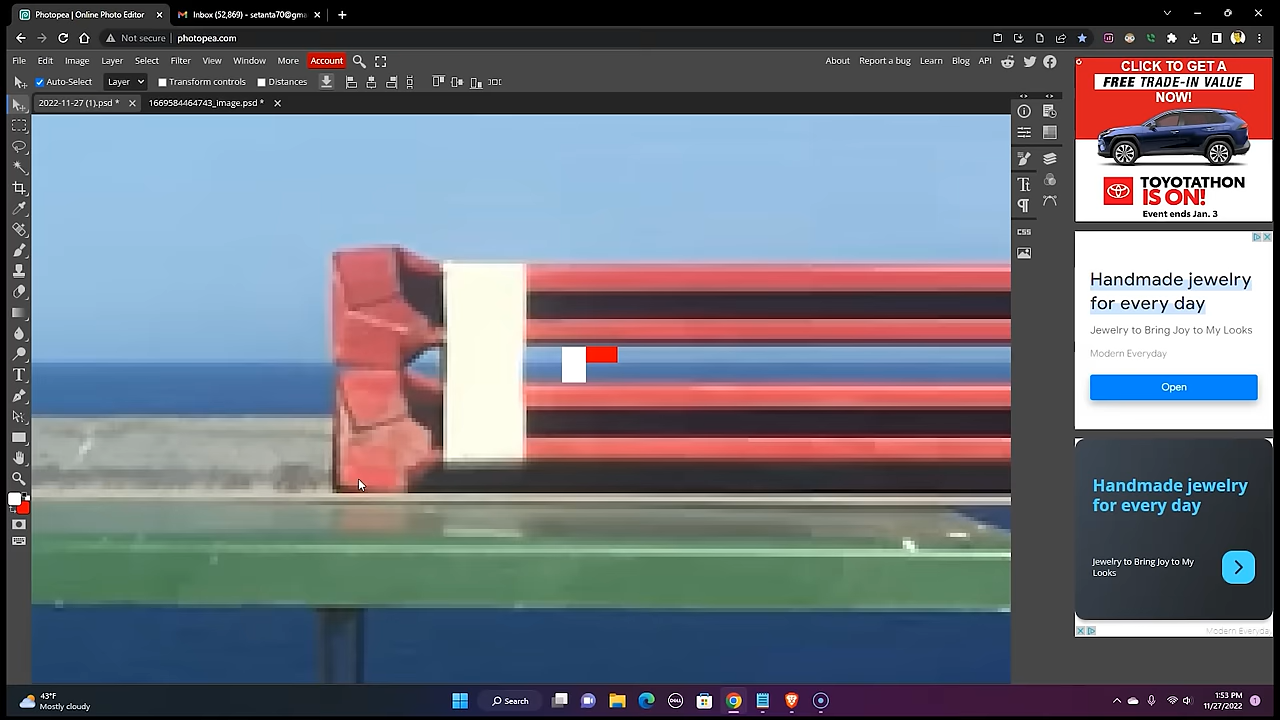 Photopea | Online Photo Editor
Inbox (52,869) - setanta70@gma
Not secure
photopea.com
File Edit Image Layer Select Filter View Window More Account
About Report a bug Learn Blog API
Auto-Select Layer Transform controls Distances
2022-11-27 (1).psd *
1669584464743_image.psd *
CSS
CLICK TO GET A
FREE TRADE-IN VALUE
NOW!
TOYOTA
TOYOTATHON
IS ON!
Event ends Jan. 3
Handmade jewelry
for every day
Jewelry to Bring Joy to My Looks
Modern Everyday
Open
Handmade jewelry
for every day
Jewelry to Bring Joy to My
Looks
Modern Everyday
43°F
Mostly cloudy
Search
1:53 PM
11/27/2022